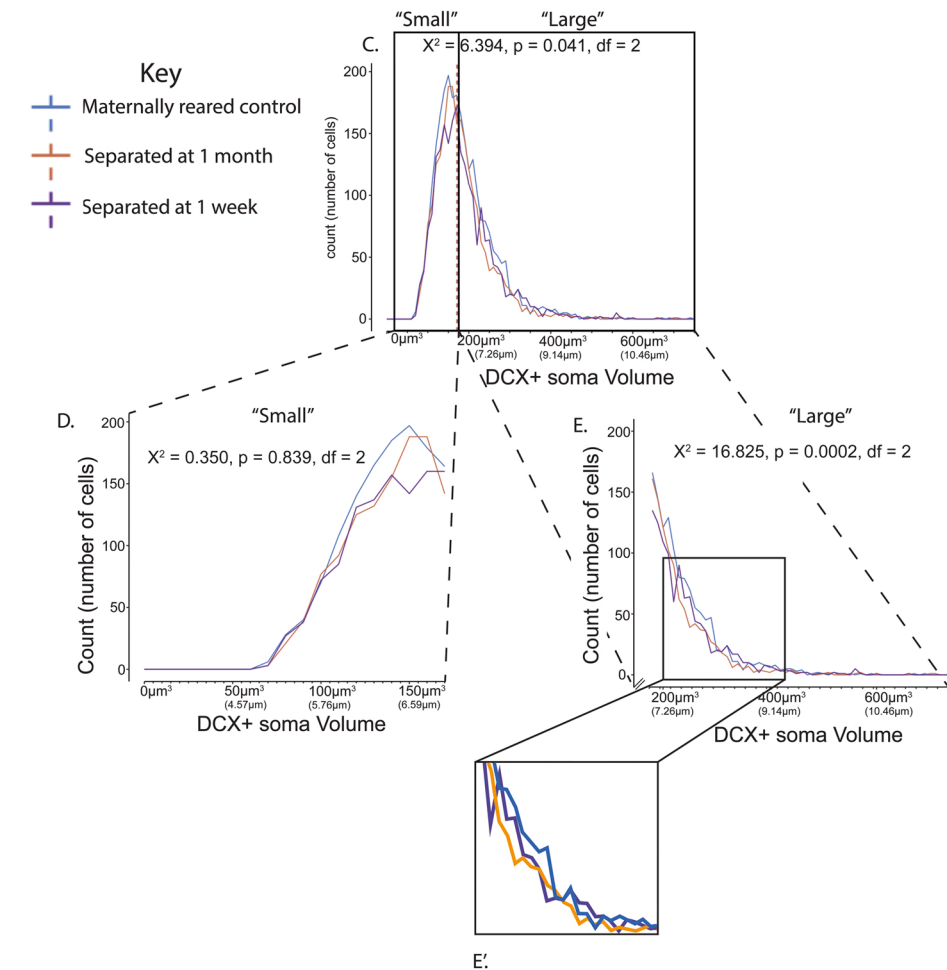 “Small”
“Large”
C.
X² = 6.394, p = 0.041, df = 2
Key
Maternally reared control
Separated at 1 month
Separated at 1 week
count (number of cells)
200
150
100
50
0
0µm³
200µm³
400µm³
600µm³
(7.26µm)
(9.14µm)
(10.46µm)
DCX+ soma Volume
D.
“Small”
X² = 0.350, p = 0.839, df = 2
Count (number of cells)
200
150
100
50
0
0µm³
50µm³
100µm³
150µm³
(4.57µm)
(5.76µm)
(6.59µm)
DCX+ soma Volume
E.
“Large”
X² = 16.825, p = 0.0002, df = 2
Count (number of cells)
200
150
100
50
0
200µm³
400µm³
600µm³
(7.26µm)
(9.14µm)
(10.46µm)
DCX+ soma Volume
E’.